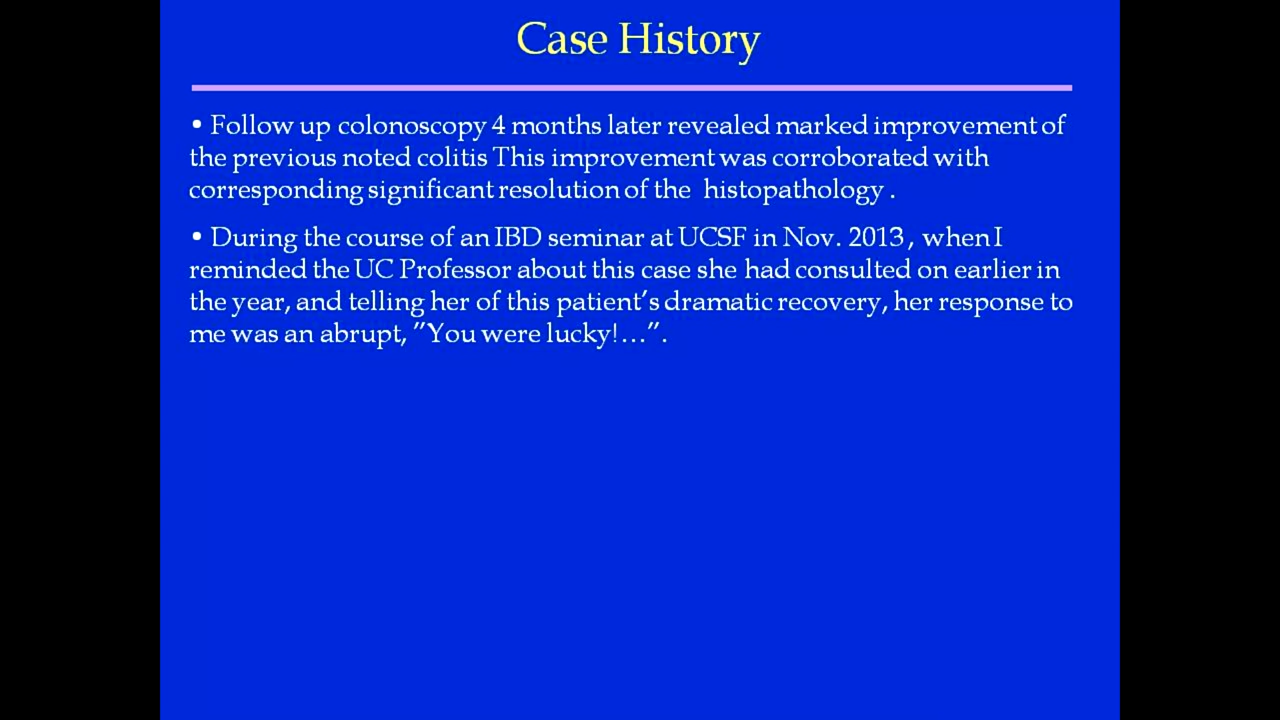 Case History
• Follow up colonoscopy 4 months later revealed marked improvement of
the previous noted colitis This improvement was corroborated with
corresponding significant resolution of the histopathology .
• During the course of an IBD seminar at UCSF in Nov. 2013 , when I
reminded the UC Professor about this case she had consulted on earlier in
the year, and telling her of this patient’s dramatic recovery, her response to
me was an abrupt, ”You were lucky!…”.